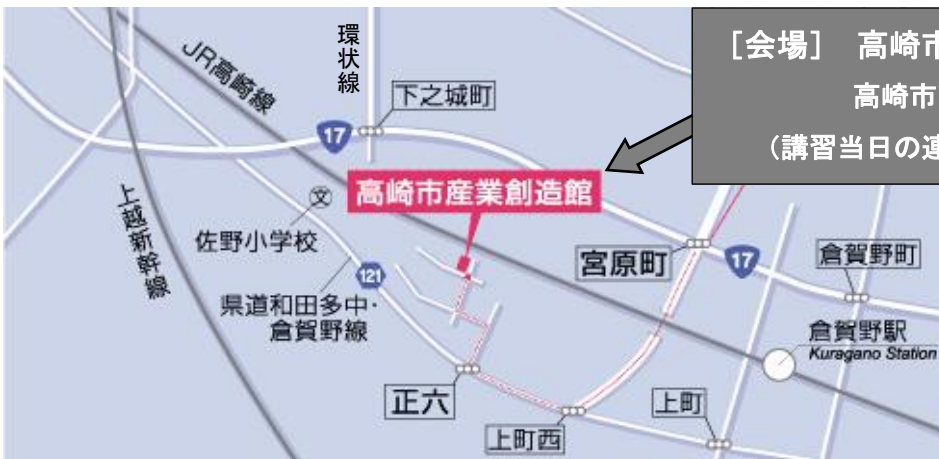 [会場] 高崎市
高崎市
(講習当日の連
環状線
JR高崎線
下之城町
17
高崎市産業創造館
文
佐野小学校
上越新幹線
121
県道和田多中・
倉賀野線
宮原町
17
倉賀野町
倉賀野駅
Kuragano Station
正六
上町西
上町